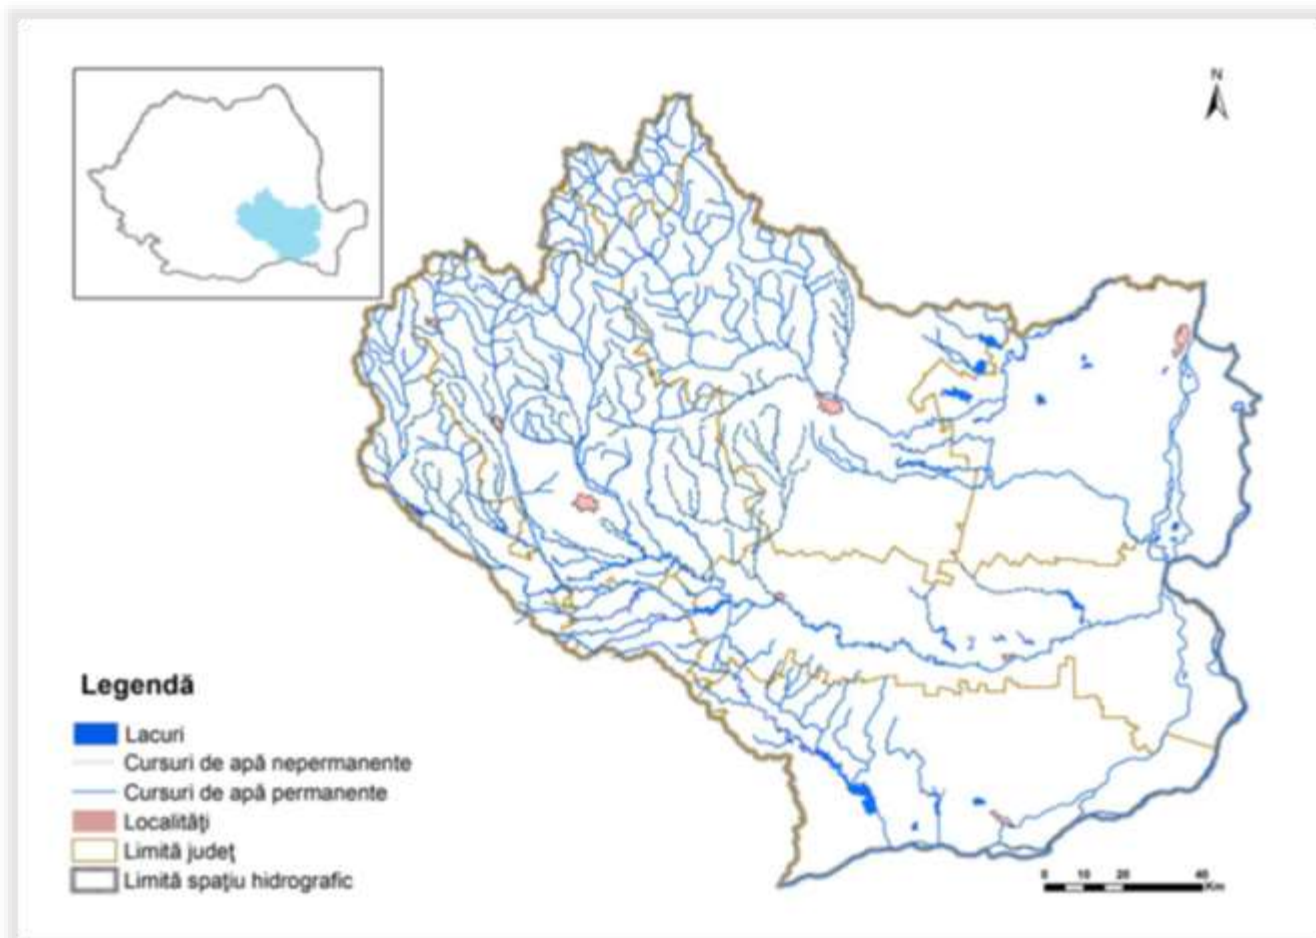 N
Legendă
Lacuri
Cursuri de apă nepermanente
Cursuri de apă permanente
Localităţi
Limită judeţ
Limită spaţiu hidrografic
0 10 20 40
Km